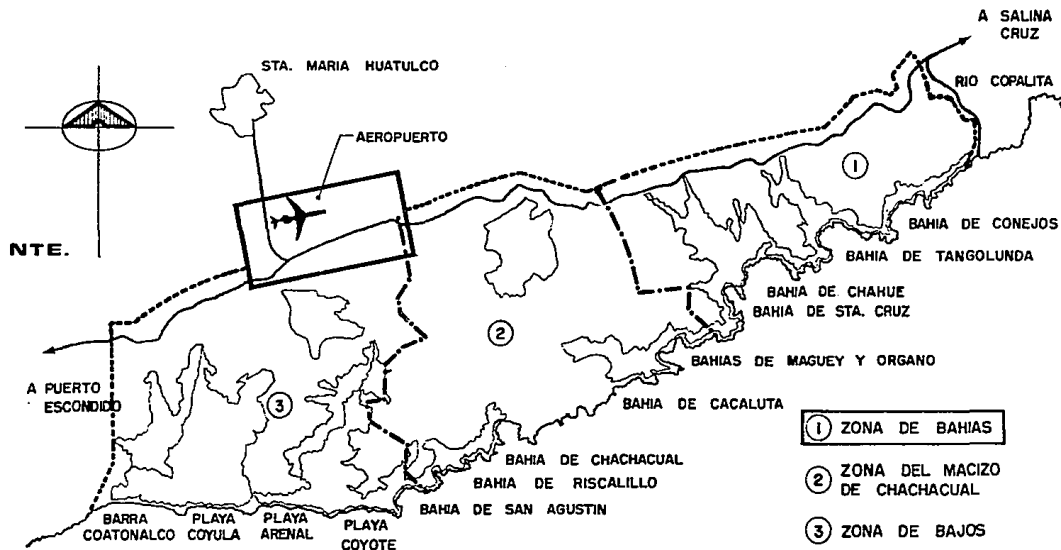 A SALINA
CRUZ
STA. MARIA HUATULCO
RIO COPALITA
AEROPUERTO
1
BAHIA DE CONEJOS
NTE.
BAHIA DE TANGOLUNDA
BAHIA DE CHAHUE
BAHIA DE STA. CRUZ
2
BAHIAS DE MAGUEY Y ORGANO
A PUERTO
ESCONDIDO
3
BAHIA DE CACALUTA
1 ZONA DE BAHIAS
BAHIA DE CHACHACUAL
2 ZONA DEL MACIZO
DE CHACHACUAL
BAHIA DE RISCALILLO
BAHIA DE SAN AGUSTIN
BARRA
COATONALCO
PLAYA
COYULA
PLAYA
ARENAL
PLAYA
COYOTE
3 ZONA DE BAJOS